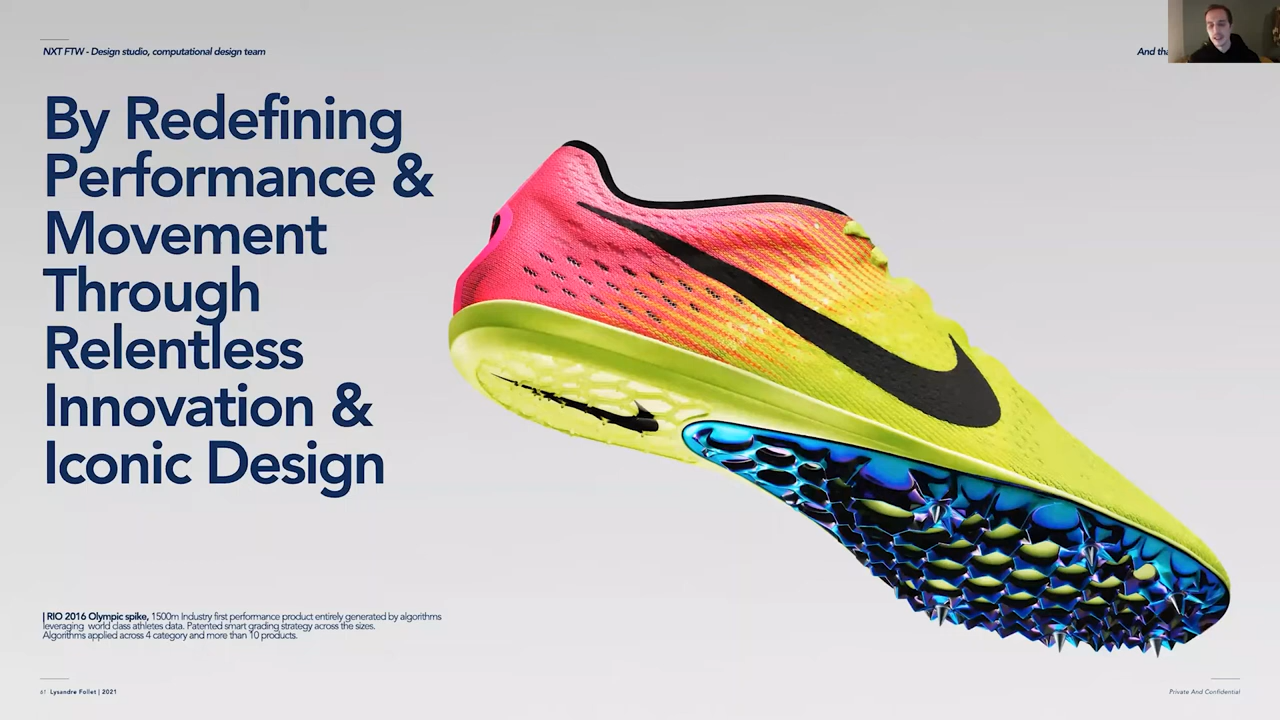 NXT FTW - Design studio, computational design team
And tha
By Redefining
Performance &
Movement
Through
Relentless
Innovation &
Iconic Design
| RIO 2016 Olympic spike, 1500m Industry first performance product entirely generated by algorithms
leveraging world class athletes data. Patented smart grading strategy across the sizes.
Algorithms applied across 4 category and more than 10 products.
61 Lysandre Follet | 2021
Private And Confidential